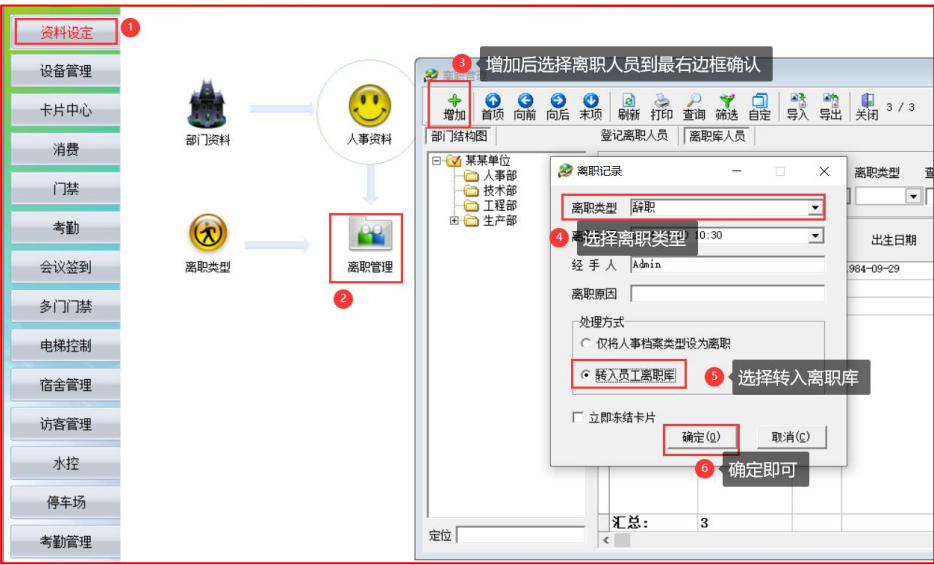 资料设定
1
设备管理
卡片中心
消费
门禁
考勤
会议签到
多门门禁
电梯控制
宿舍管理
访客管理
水控
停车场
考勤管理
部门资料
人事资料
离职类型
离职管理
2
3 增加后选择离职人员到最右边框确认
增加 首项 向前 向后 末项 刷新 打印 查询 筛选 自定 导入 导出 关闭 3 / 3
部门结构图
登记离职人员 离职库人员
某某单位
人事部
技术部
工程部
生产部
离职类型
出生日期
1984-09-29
离职记录
离职类型 辞职
4 选择离职类型
10:30
经 手 人 Admin
离职原因
处理方式
仅将人事档案类型设为离职
转入员工离职库
5 选择转入离职库
立即冻结卡片
确定(O) 取消(C)
6 确定即可
汇总: 3
定位